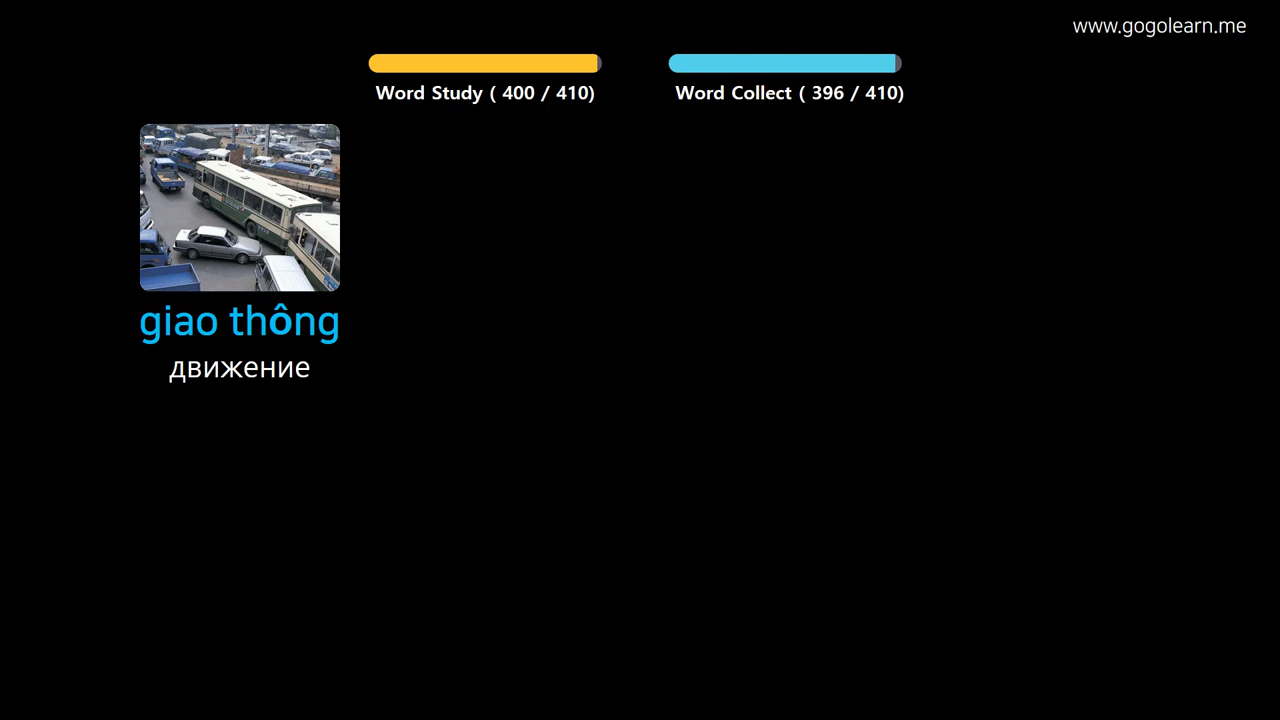 www.gogolearn.me
Word Study ( 400 / 410)
Word Collect ( 396 / 410)
giao thông
движение